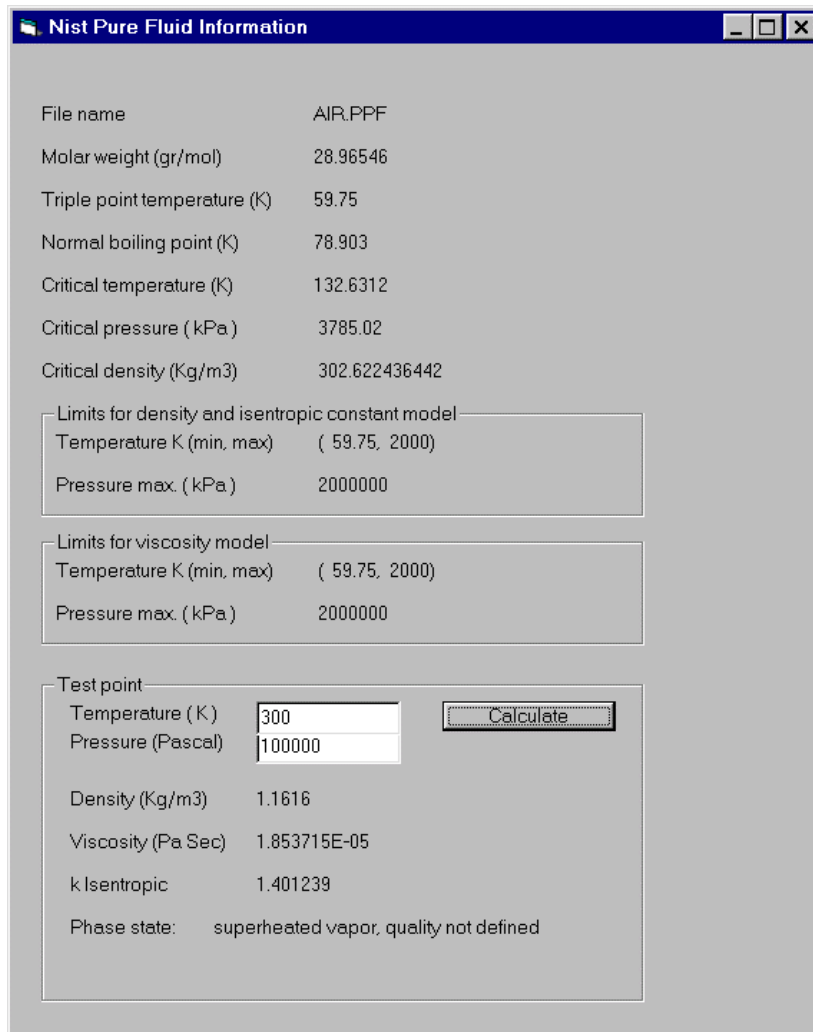 Nist Pure Fluid Information
File name AIR.PPF
Molar weight (gr/mol) 28.96546
Triple point temperature (K) 59.75
Normal boiling point (K) 78.903
Critical temperature (K) 132.6312
Critical pressure ( kPa ) 3785.02
Critical density (Kg/m3) 302.622436442
Limits for density and isentropic constant model
Temperature K (min, max) ( 59.75, 2000)
Pressure max. ( kPa ) 2000000
Limits for viscosity model
Temperature K (min, max) ( 59.75, 2000)
Pressure max. ( kPa ) 2000000
Test point
Temperature ( K ) 300 Calculate
Pressure (Pascal) 100000
Density (Kg/m3) 1.1616
Viscosity (Pa Sec) 1.853715E-05
k Isentropic 1.401239
Phase state: superheated vapor, quality not defined